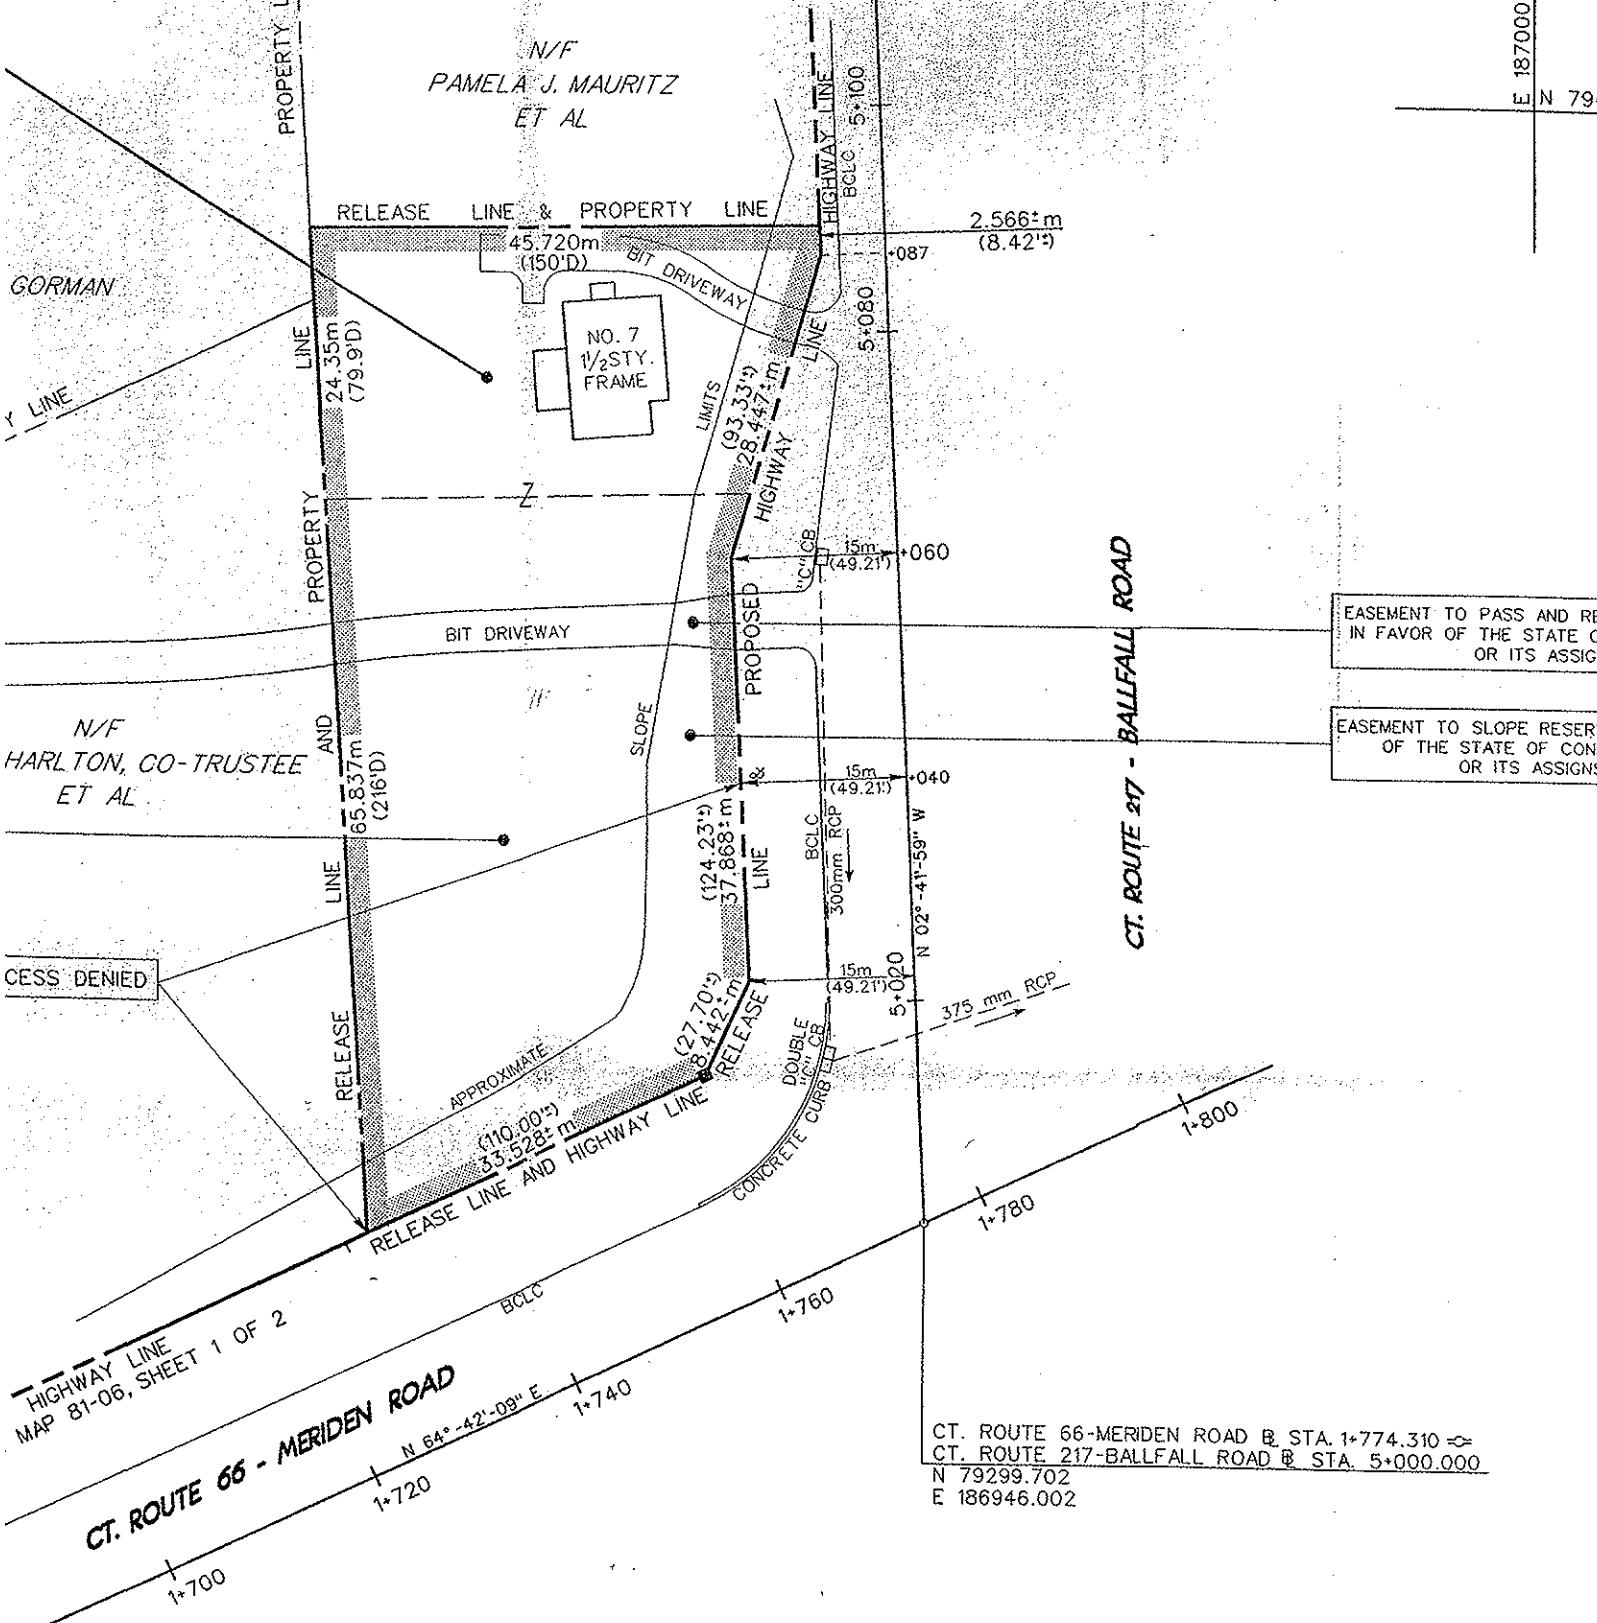 PROPERTY L
N/F
PAMELA J. MAURITZ
ET AL
HIGHWAY LINE
BCLC
5+100
E 187000
N 79
RELEASE LINE & PROPERTY LINE
45.720m
(150'D)
2.566±m
(8.42'±)
+087
BIT DRIVEWAY
GORMAN
Y LINE
LINE
24.35m
(79.9'D)
NO. 7
1½STY.
FRAME
LIMITS
(93.33'±)
28.447±m
HIGHWAY
LINE
5+080
Z
PROPERTY
"C" CB
15m
(49.21')
+060
PROPOSED
BIT DRIVEWAY
CT. ROUTE 217 - BALLFALL ROAD
EASEMENT TO PASS AND RE
IN FAVOR OF THE STATE O
OR ITS ASSIG
N/F
HARLTON, CO-TRUSTEE
ET AL
AND
65.837m
(216'D)
SLOPE
&
15m
(49.21')
+040
EASEMENT TO SLOPE RESER
OF THE STATE OF CON
OR ITS ASSIGNS
LINE
(124.23'±)
37.868±m
LINE
BCLC
300mm RCP
N 02°-41'-59" W
CESS DENIED
15m
(49.21')
5+020
375 mm RCP
RELEASE
APPROXIMATE
(27.70'±)
8.442±m
RELEASE
DOUBLE
"C" CB
CONCRETE CURB
(110.00'±)
33.528±m
RELEASE LINE AND HIGHWAY LINE
1+800
1+780
BCLC
1+760
HIGHWAY LINE
MAP 81-06, SHEET 1 OF 2
CT. ROUTE 66 - MERIDEN ROAD
N 64°-42'-09" E
1+740
1+720
1+700
CT. ROUTE 66-MERIDEN ROAD BL STA. 1+774.310 =
CT. ROUTE 217-BALLFALL ROAD BL STA. 5+000.000
N 79299.702
E 186946.002